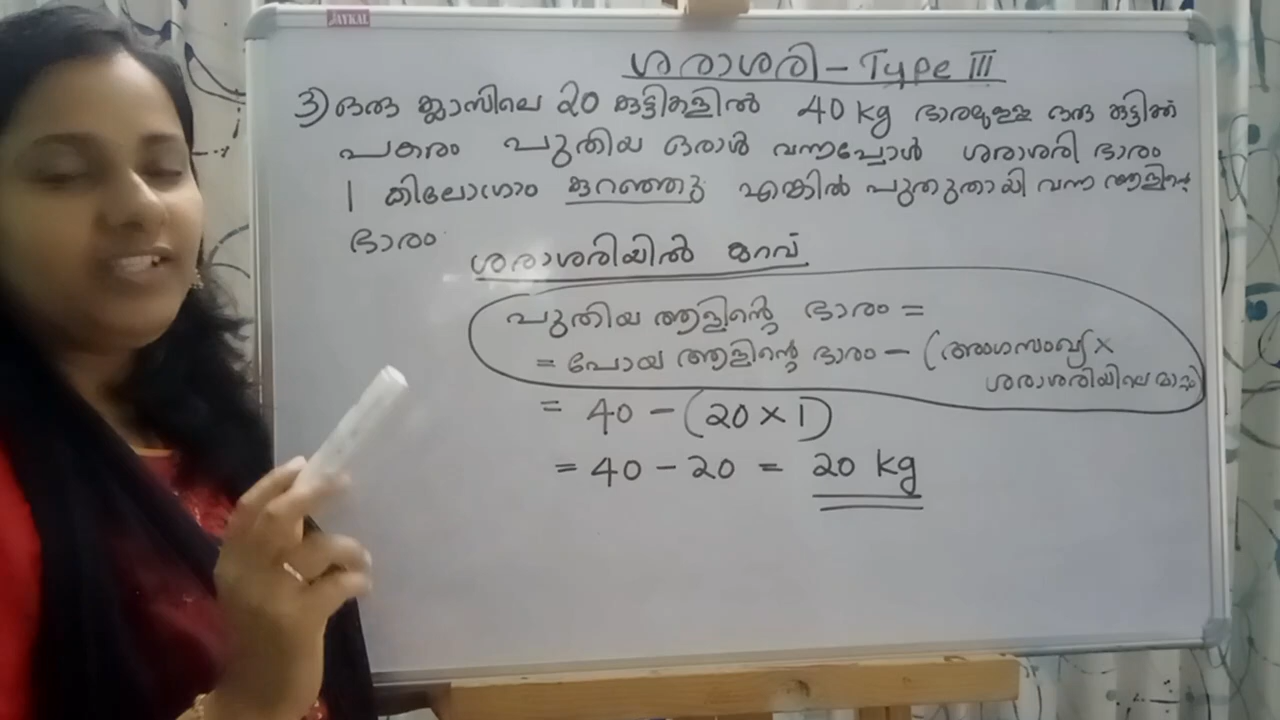 JAYKAL
ശരാശരി – Type III
3) ഒരു ക്ലാസിലെ 20 കുട്ടികളിൽ 40 kg ഭാരമുള്ള ഒരു കുട്ടിക്ക്
പകരം പുതിയ ഒരാൾ വന്നപ്പോൾ ശരാശരി ഭാരം
1 കിലോഗ്രാം കുറഞ്ഞു എങ്കിൽ പുതുതായി വന്ന ആളിന്റെ
ഭാരം
ശരാശരിയിൽ കുറവ്
പുതിയ ആളിന്റെ ഭാരം =
= പോയ ആളിന്റെ ഭാരം – (അംഗസംഖ്യ ×
ശരാശരിയിലെ മാറ്റം
= 40 – (20 × 1)
= 40 – 20 = 20 kg